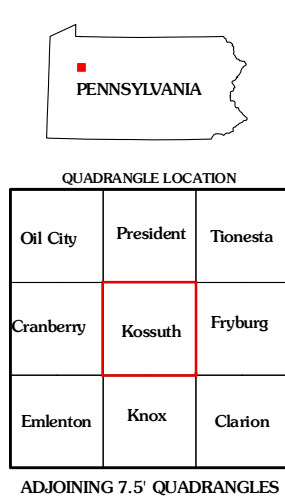 PENNSYLVANIA
QUADRANGLE LOCATION
Oil City President Tionesta
Cranberry Kossuth Fryburg
Emlenton Knox Clarion
ADJOINING 7.5' QUADRANGLES